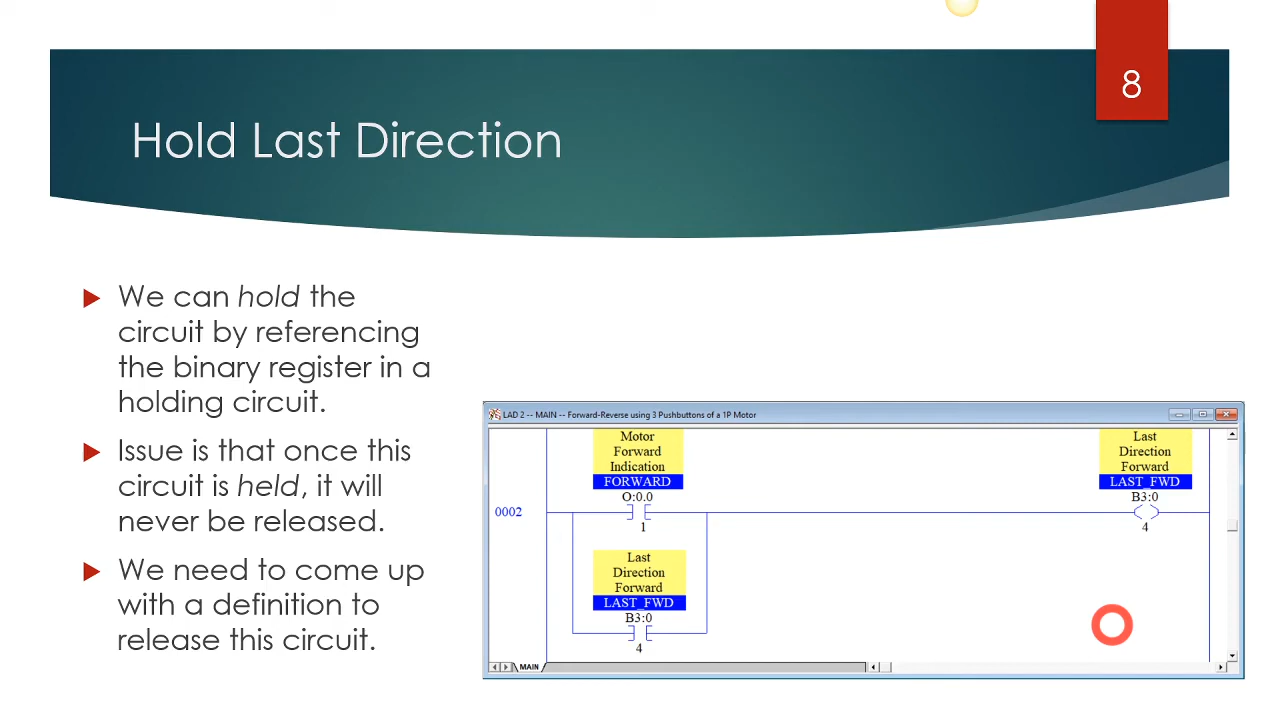 8
Hold Last Direction
We can hold the
circuit by referencing
the binary register in a
holding circuit.
Issue is that once this
circuit is held, it will
never be released.
We need to come up
with a definition to
release this circuit.
LAD 2 -- MAIN -- Forward-Reverse using 3 Pushbuttons of a 1P Motor
Motor
Forward
Indication
FORWARD
O:0.0
1
Last
Direction
Forward
LAST_FWD
B3:0
4
0002
Last
Direction
Forward
LAST_FWD
B3:0
4
MAIN